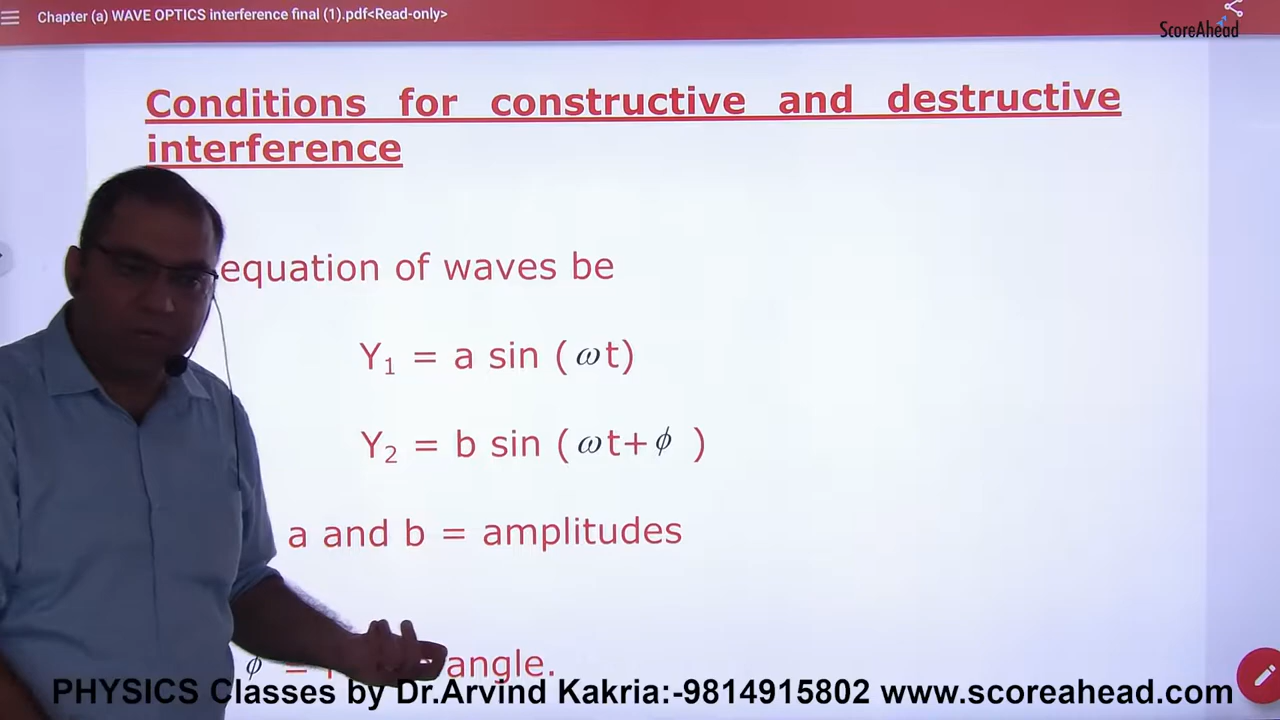 Chapter (a) WAVE OPTICS interference final (1).pdf<Read-only>
ScoreAhead
Conditions for constructive and destructive
interference
equation of waves be
Y₁ = a sin (ωt)
Y₂ = b sin (ωt+ϕ )
a and b = amplitudes
ϕ = angle.
PHYSICS Classes by Dr.Arvind Kakria:-9814915802 www.scoreahead.com